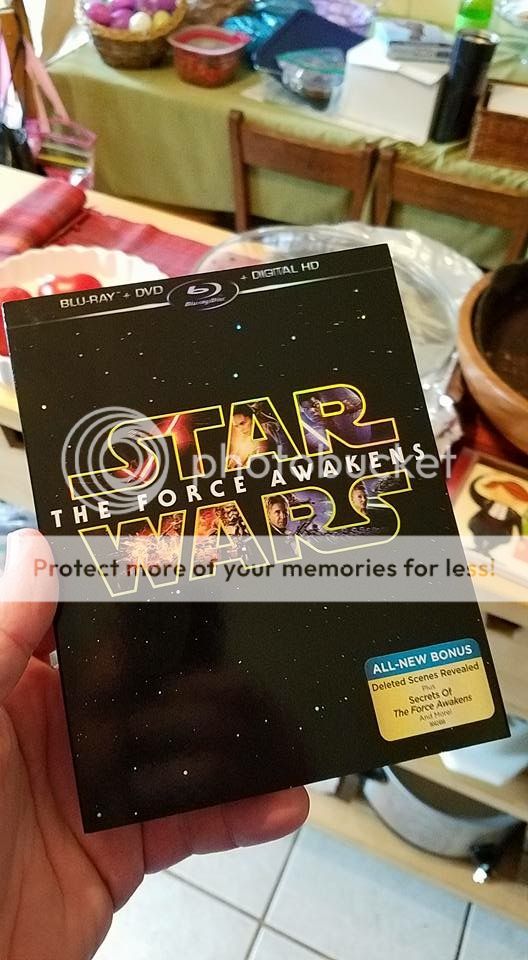 BLU-RAY™ + DVD
Blu-ray Disc
+ DIGITAL HD
STAR
THE FORCE AWAKENS
WARS
photobucket
Protect more of your memories for less!
ALL-NEW BONUS
Deleted Scenes Revealed
Plus
Secrets Of
The Force Awakens
And More!